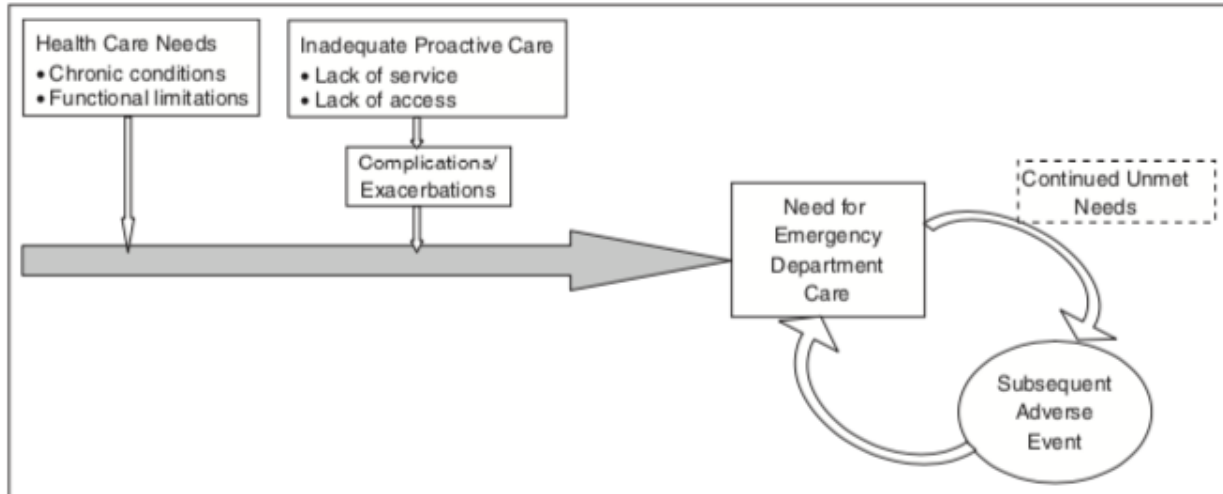 Health Care Needs
• Chronic conditions
• Functional limitations
Inadequate Proactive Care
• Lack of service
• Lack of access
Complications/
Exacerbations
Need for
Emergency
Department
Care
Continued Unmet
Needs
Subsequent
Adverse
Event